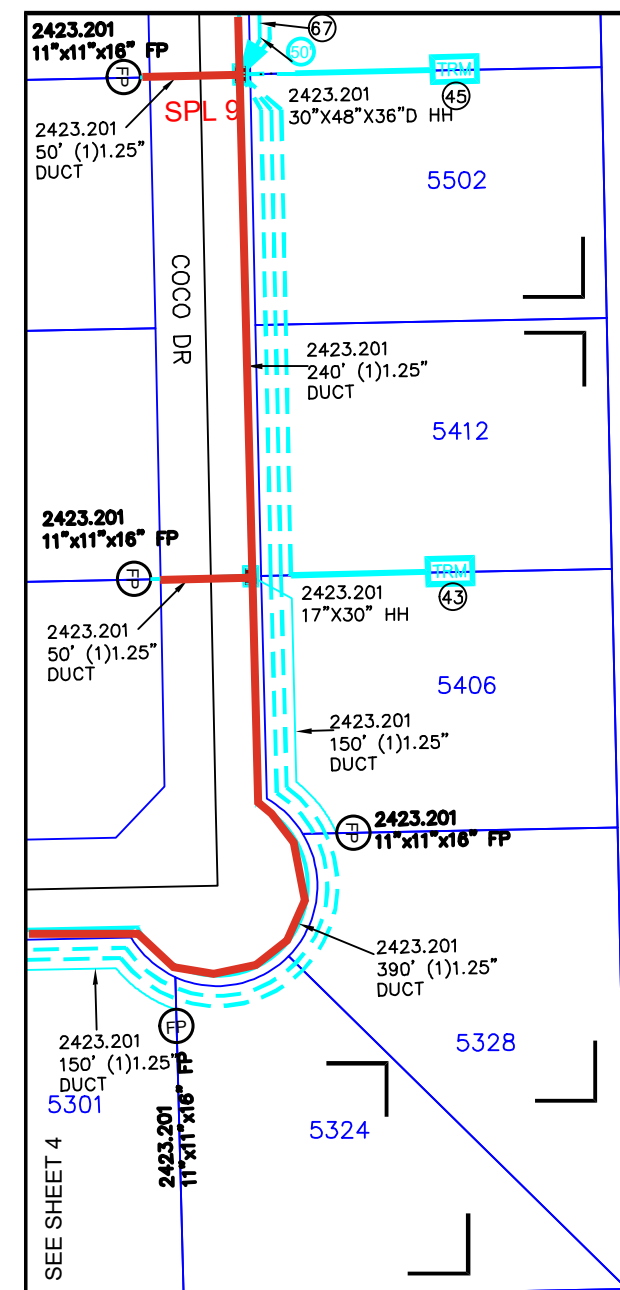 2423.201
11"x11"x16" FP
67
50'
FP
TRM
45
SPL 9
2423.201
30"X48"X36"D HH
2423.201
50' (1)1.25"
DUCT
5502
COCO DR
2423.201
240' (1)1.25"
DUCT
5412
2423.201
11"x11"x16" FP
FP
TRM
43
2423.201
17"X30" HH
2423.201
50' (1)1.25"
DUCT
5406
2423.201
150' (1)1.25"
DUCT
FP
2423.201
11"x11"x16" FP
2423.201
390' (1)1.25"
DUCT
FP
2423.201
150' (1)1.25"
DUCT
5301
2423.201
11"x11"x16" FP
5328
5324
SEE SHEET 4